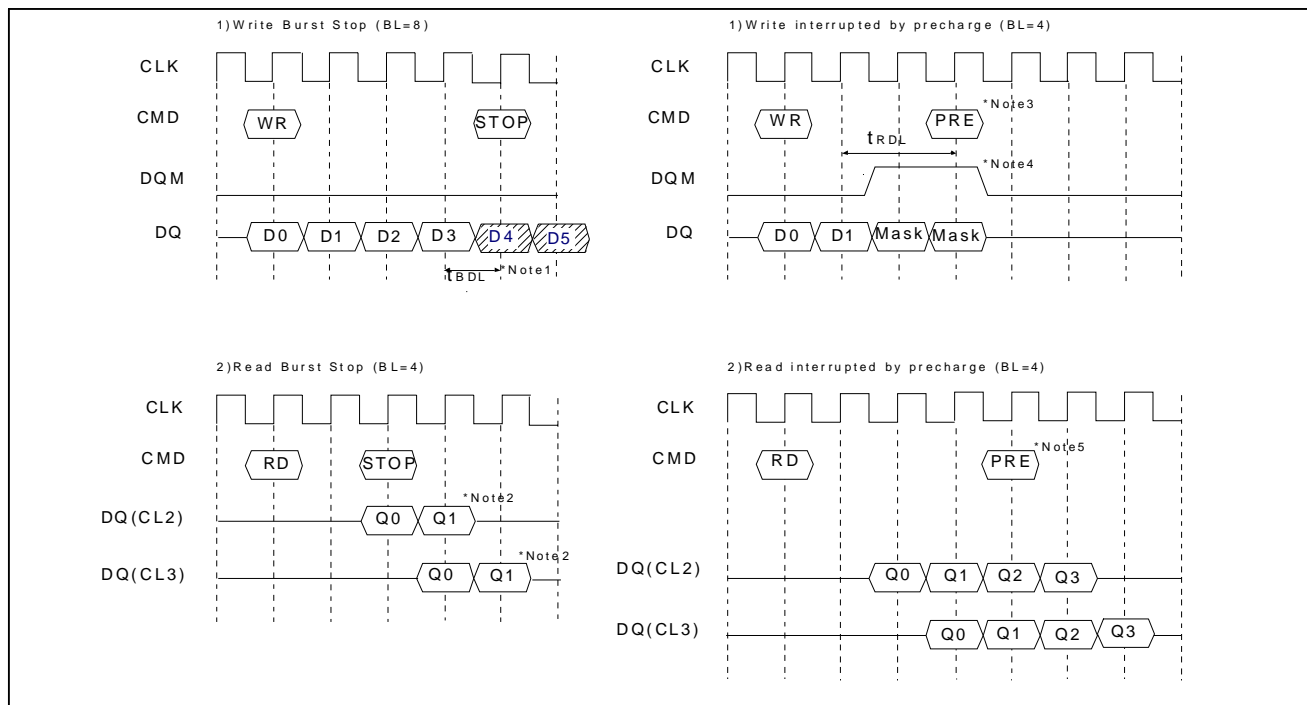 1)Write Burst Stop (BL=8)
CLK
CMD WR STOP
DQM
DQ D0 D1 D2 D3 D4 D5
tBDL *Note1
1)Write interrupted by precharge (BL=4)
CLK
CMD WR PRE *Note3
tRDL
DQM *Note4
DQ D0 D1 Mask Mask
2)Read Burst Stop (BL=4)
CLK
CMD RD STOP
DQ(CL2) Q0 Q1 *Note2
DQ(CL3) Q0 Q1 *Note2
2)Read interrupted by precharge (BL=4)
CLK
CMD RD PRE *Note5
DQ(CL2) Q0 Q1 Q2 Q3
DQ(CL3) Q0 Q1 Q2 Q3